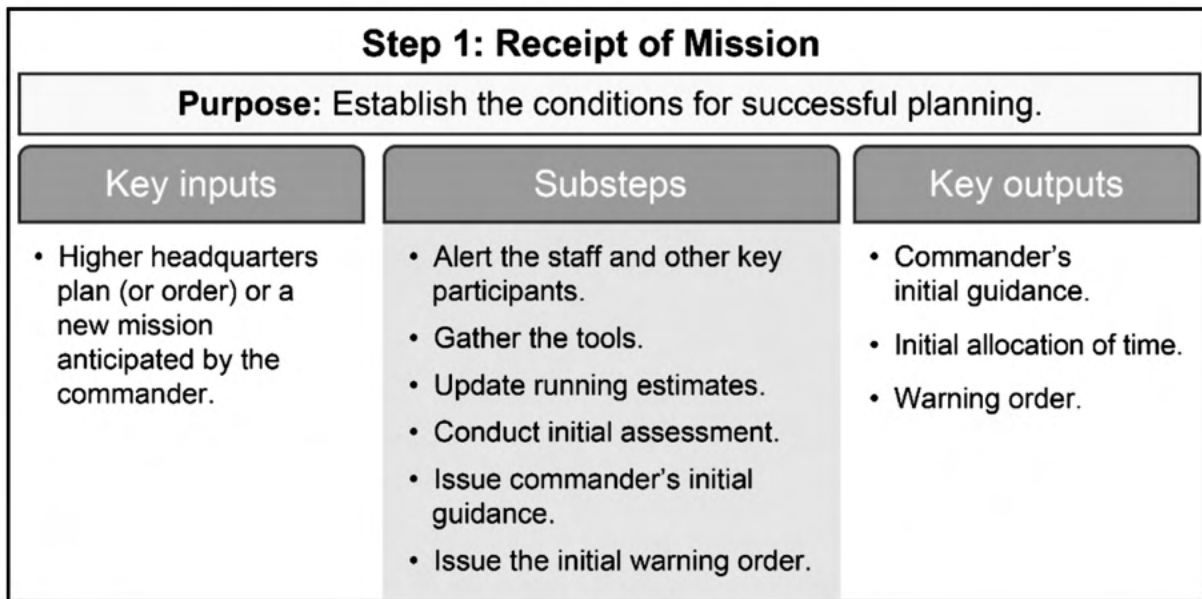 Step 1: Receipt of Mission
Purpose: Establish the conditions for successful planning.
Key inputs
• Higher headquarters
plan (or order) or a
new mission
anticipated by the
commander.
Substeps
• Alert the staff and other key
participants.
• Gather the tools.
• Update running estimates.
• Conduct initial assessment.
• Issue commander’s initial
guidance.
• Issue the initial warning order.
Key outputs
• Commander’s
initial guidance.
• Initial allocation of time.
• Warning order.